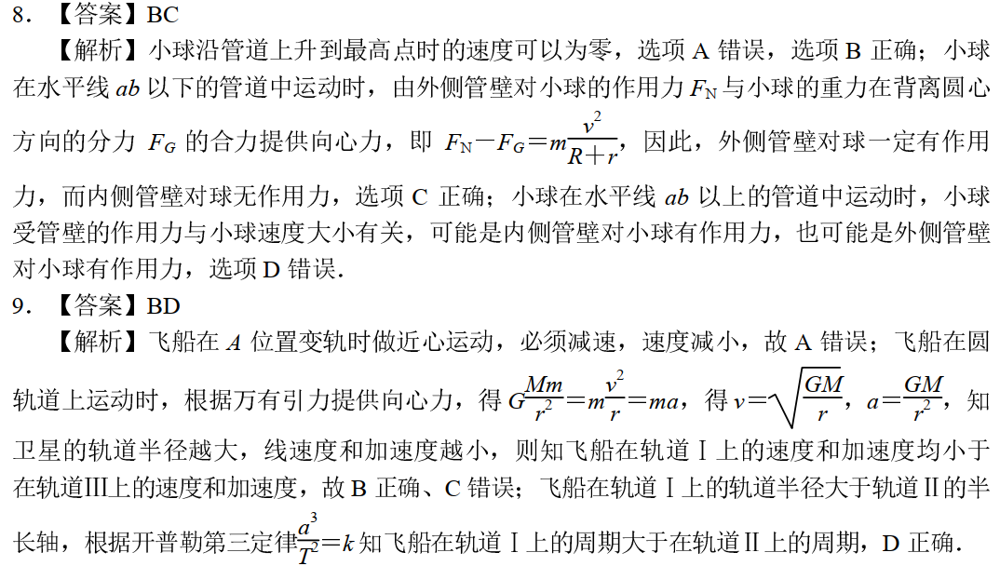 8．【答案】BC
【解析】小球沿管道上升到最高点时的速度可以为零，选项 A 错误，选项 B 正确；小球
在水平线 ab 以下的管道中运动时，由外侧管壁对小球的作用力 F_N 与小球的重力在背离圆心
方向的分力 F_G 的合力提供向心力，即 F_N－F_G＝m\frac{v^2}{R＋r}，因此，外侧管壁对球一定有作用
力，而内侧管壁对球无作用力，选项 C 正确；小球在水平线 ab 以上的管道中运动时，小球
受管壁的作用力与小球速度大小有关，可能是内侧管壁对小球有作用力，也可能是外侧管壁
对小球有作用力，选项 D 错误．
9．【答案】BD
【解析】飞船在 A 位置变轨时做近心运动，必须减速，速度减小，故 A 错误；飞船在圆
轨道上运动时，根据万有引力提供向心力，得 G\frac{Mm}{r^2}＝m\frac{v^2}{r}＝ma，得 v＝\sqrt{\frac{GM}{r}}，a＝\frac{GM}{r^2}，知
卫星的轨道半径越大，线速度和加速度越小，则知飞船在轨道Ⅰ上的速度和加速度均小于
在轨道Ⅲ上的速度和加速度，故 B 正确、C 错误；飞船在轨道Ⅰ上的轨道半径大于轨道Ⅱ的半
长轴，根据开普勒第三定律\frac{a^3}{T^2}＝k 知飞船在轨道Ⅰ上的周期大于在轨道Ⅱ上的周期，D 正确．